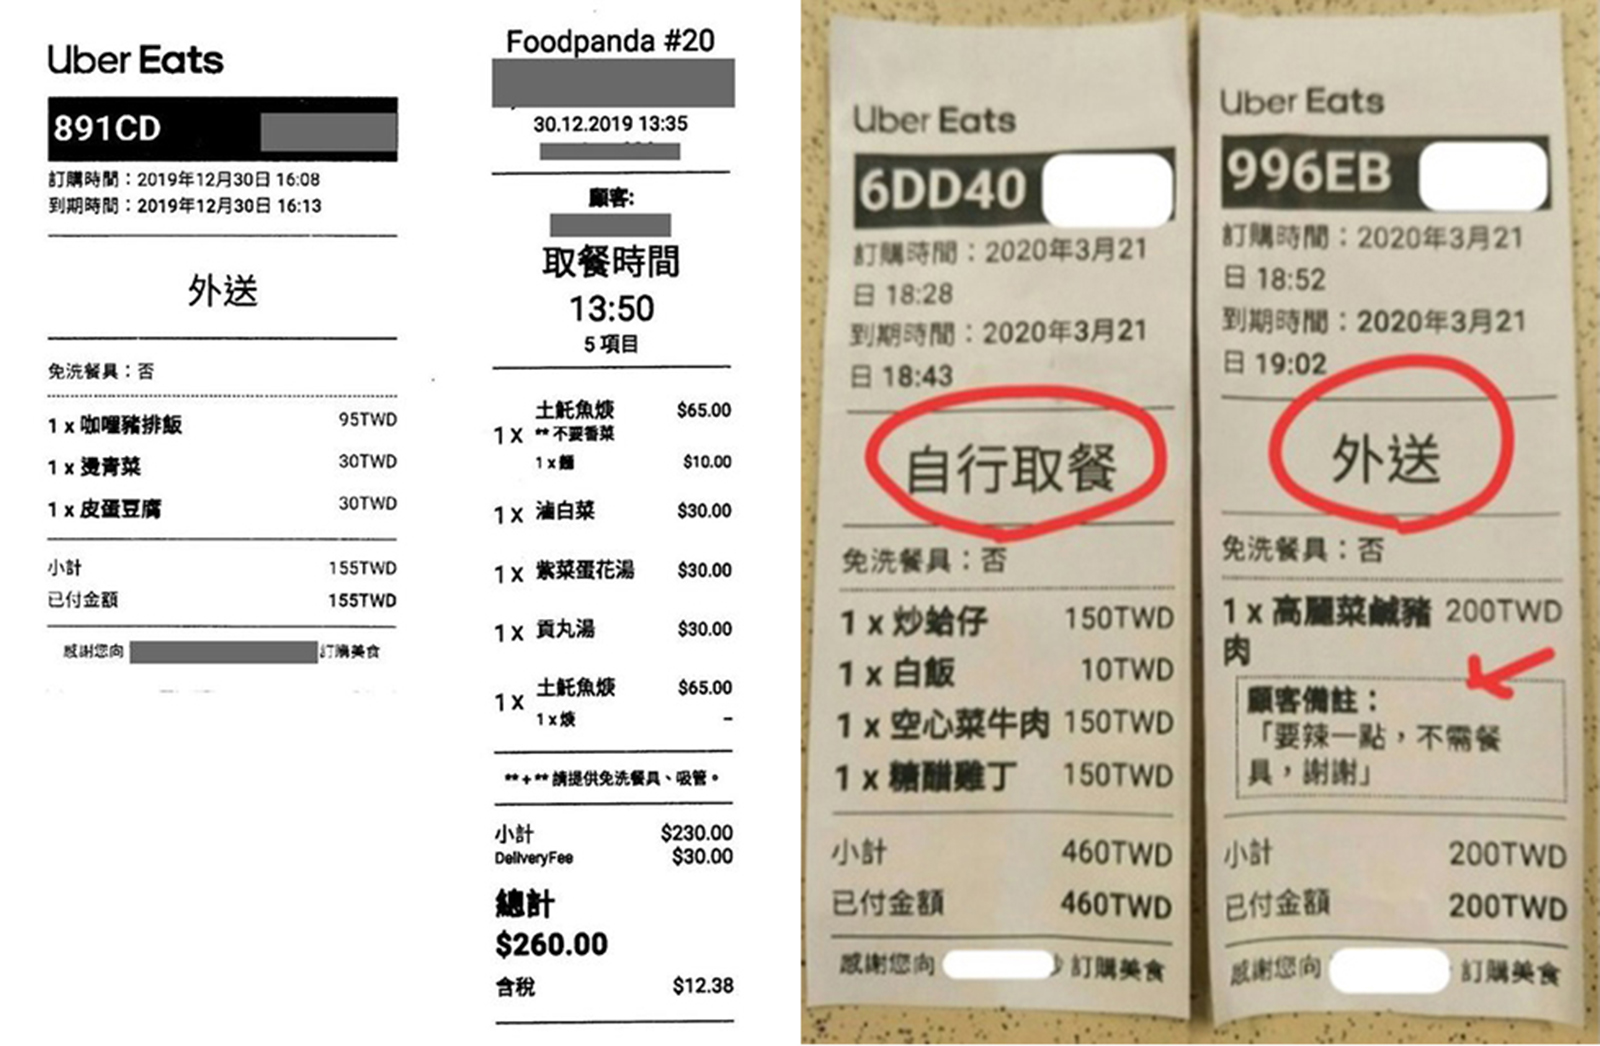 Uber Eats
891CD
訂購時間：2019年12月30日 16:08
到期時間：2019年12月30日 16:13
外送
免洗餐具：否
1 x 咖哩豬排飯 95TWD
1 x 燙青菜 30TWD
1 x 皮蛋豆腐 30TWD
小計 155TWD
已付金額 155TWD
感謝您向 訂購美食
Foodpanda #20
30.12.2019 13:35
顧客:
取餐時間
13:50
5 項目
1 X 土魠魚焿 $65.00
** 不要香菜
1 x 麵 $10.00
1 X 滷白菜 $30.00
1 X 紫菜蛋花湯 $30.00
1 X 貢丸湯 $30.00
1 X 土魠魚焿 $65.00
1 x 焿 –
** + ** 請提供免洗餐具、吸管。
小計 $230.00
DeliveryFee $30.00
總計
$260.00
含稅 $12.38
Uber Eats
6DD40
訂購時間：2020年3月21
日 18:28
到期時間：2020年3月21
日 18:43
自行取餐
免洗餐具：否
1 x 炒蛤仔 150TWD
1 x 白飯 10TWD
1 x 空心菜牛肉 150TWD
1 x 糖醋雞丁 150TWD
小計 460TWD
已付金額 460TWD
感謝您向 訂購美食
Uber Eats
996EB
訂購時間：2020年3月21
日 18:52
到期時間：2020年3月21
日 19:02
外送
免洗餐具：否
1 x 高麗菜鹹豬 200TWD
肉
顧客備註：
「要辣一點，不需餐
具，謝謝」
小計 200TWD
已付金額 200TWD
感謝您向 訂購美食